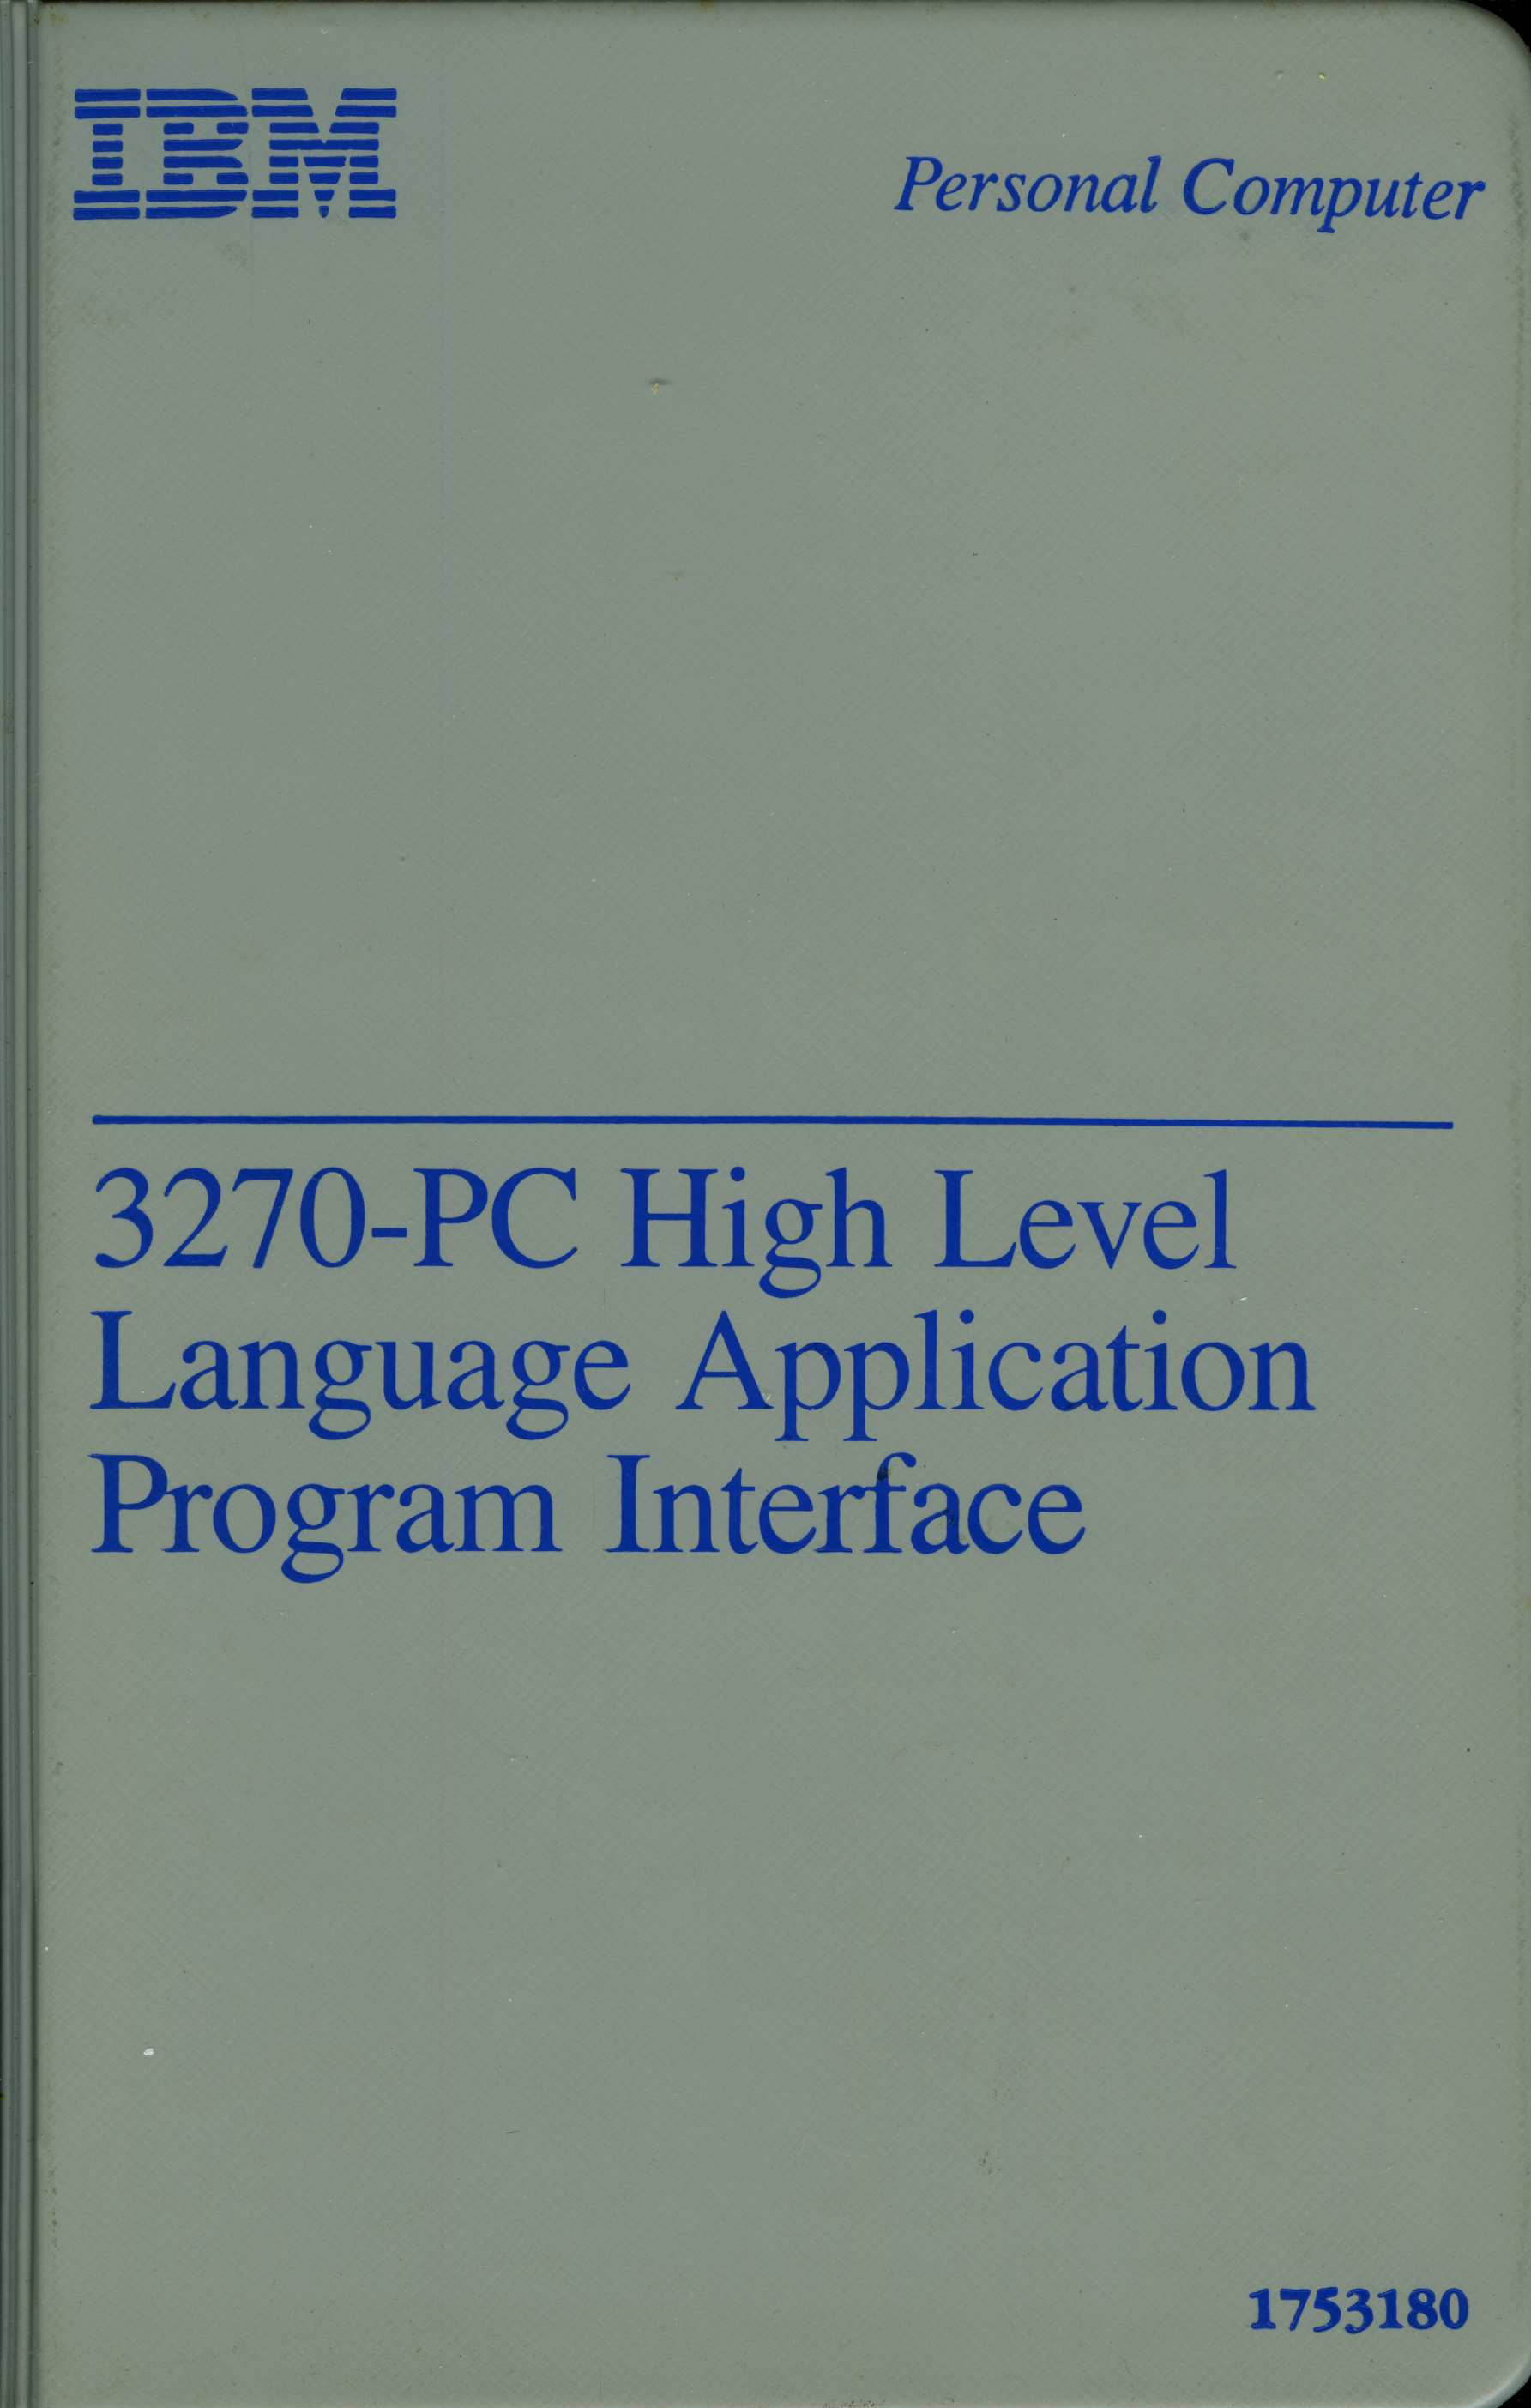 IBM
Personal Computer
3270-PC High Level
Language Application
Program Interface
1753180